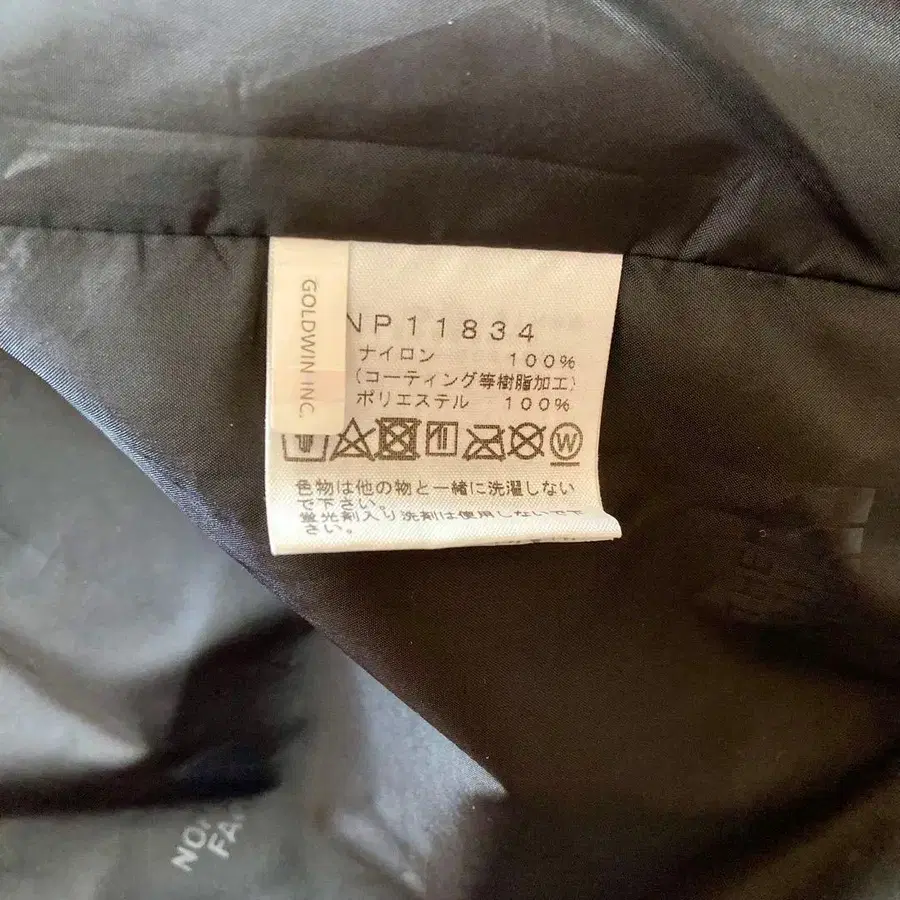 GOLDWIN INC.
NP11834
ナイロン 100%
(コーティング等樹脂加工)
ポリエステル 100%
W
色物は他の物と一緒に洗濯しない
で下さい。
洗剤入り洗剤は使用しないで下
さい。
NO
FA